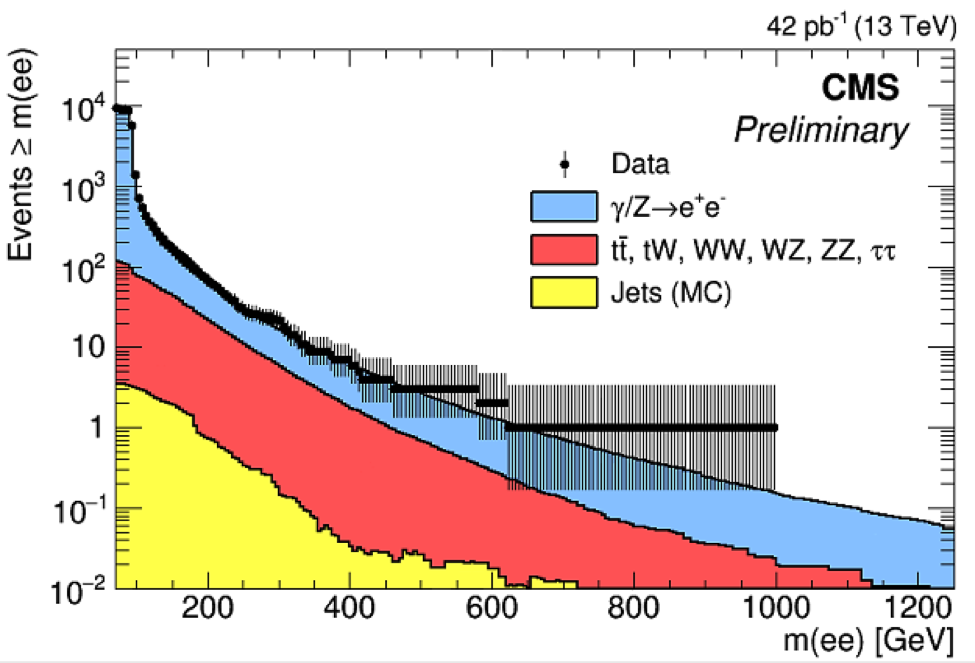 42 pb⁻¹ (13 TeV)
CMS
Preliminary
Events ≥ m(ee)
10⁴
10³
10²
10
1
10⁻¹
10⁻²
Data
γ/Z→e⁺e⁻
tt̄, tW, WW, WZ, ZZ, ττ
Jets (MC)
200 400 600 800 1000 1200
m(ee) [GeV]